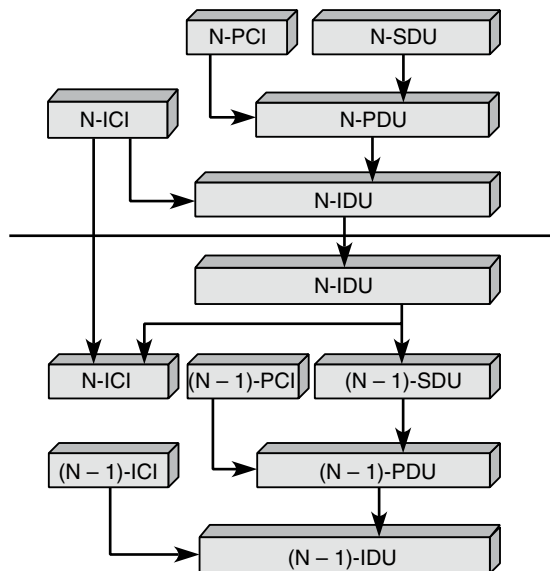 N-PCI
N-SDU
N-ICI
N-PDU
N-IDU
N-IDU
N-ICI
(N – 1)-PCI
(N – 1)-SDU
(N – 1)-ICI
(N – 1)-PDU
(N – 1)-IDU